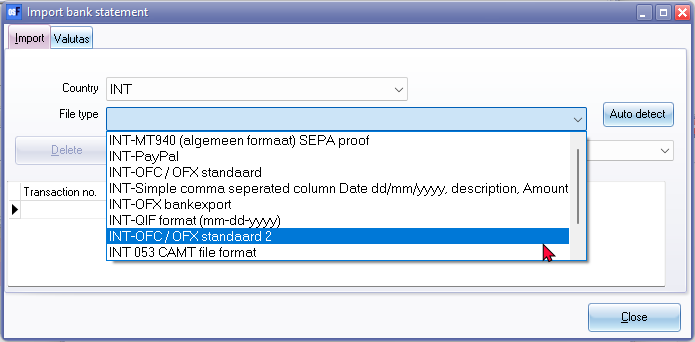 Import bank statement
Import Valutas
Country INT
File type Auto detect
INT-MT940 (algemeen formaat) SEPA proof
Delete
INT-PayPal
INT-OFC / OFX standaard
INT-Simple comma seperated column Date dd/mm/yyyy, description, Amount
Transaction no.
INT-OFX bankexport
INT-QIF format (mm-dd-yyyy)
INT-OFC / OFX standaard 2
INT 053 CAMT file format
Close